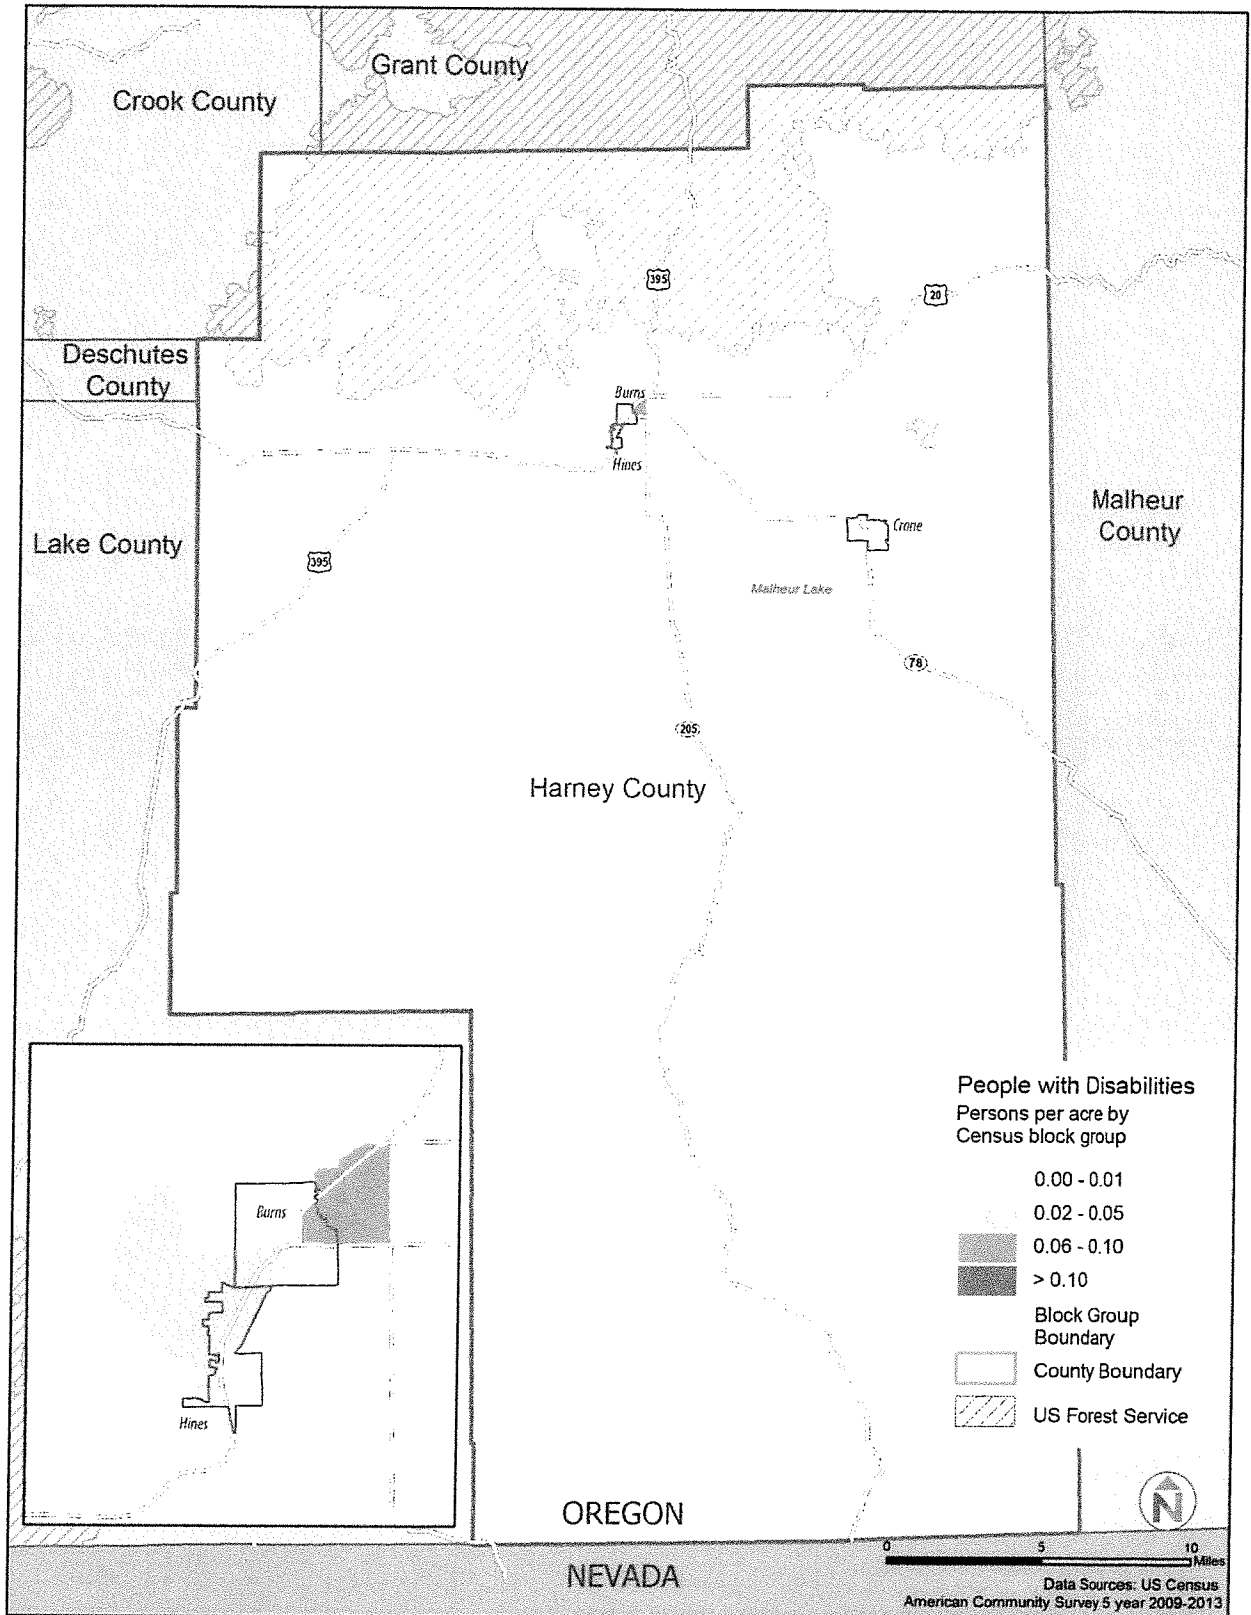 Grant County
Crook County
395
20
Deschutes
County
Burns
Hines
Malheur
County
Crane
Lake County
395
Malheur Lake
78
205
Harney County
People with Disabilities
Persons per acre by
Census block group
0.00 - 0.01
0.02 - 0.05
0.06 - 0.10
> 0.10
Block Group
Boundary
County Boundary
US Forest Service
Burns
Hines
N
OREGON
NEVADA
0 5 10
Miles
Data Sources: US Census
American Community Survey 5 year 2009-2013